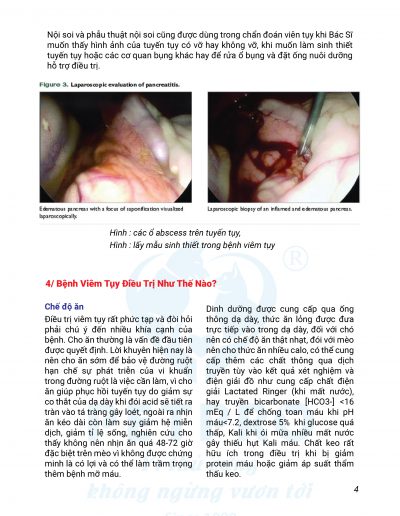 Nội soi và phẫu thuật nội soi cũng được dùng trong chẩn đoán viên tụy khi Bác Sĩ
muốn thấy hình ảnh của tuyến tụy có vỡ hay không vỡ, khi muốn làm sinh thiết
tuyến tụy hoặc các cơ quan bụng khác hay để rửa ổ bụng và đặt ống nuôi dưỡng
hỗ trợ điều trị.
Figure 3. Laparoscopic evaluation of pancreatitis.
Edematous pancreas with a focus of saponification visualized
laparoscopically.
Laparoscopic biopsy of an inflamed and edematous pancreas.
Hình : các ổ abscess trên tuyến tụy,
Hình : lấy mẫu sinh thiết trong bệnh viêm tụy
4/ Bệnh Viêm Tụy Điều Trị Như Thế Nào?
Chế độ ăn
Điều trị viêm tụy rất phức tạp và đòi hỏi
phải chú ý đến nhiều khía cạnh của
bệnh. Cho ăn thường là vấn đề đầu tiên
được quyết định. Lời khuyên hiện nay là
nên cho ăn sớm để bảo vệ đường ruột
hạn chế sự phát triển của vi khuẩn
trong đường ruột là việc cần làm, vì cho
ăn giúp phục hồi tuyến tụy do giảm sự
co thắt của dạ dày khi đói acid sẽ tiết ra
tràn vào tá tràng gây loét, ngoài ra nhịn
ăn kéo dài còn làm suy giảm hệ miễn
dịch, giảm tỉ lệ sống, nghiên cứu cho
thấy không nên nhịn ăn quá 48-72 giờ
đặc biệt trên mèo vì không được chứng
minh là có lợi và có thể làm trầm trọng
thêm bệnh mỡ máu.
Dinh dưỡng được cung cấp qua ống
thông dạ dày, thức ăn lỏng được đưa
trực tiếp vào trong dạ dày, đối với chó
nên có chế độ ăn thật nhạt, đối với mèo
nên cho thức ăn nhiều calo, có thể cung
cấp thêm các chất thông qua dịch
truyền tùy vào kết quả xét nghiệm và
điện giải đồ như cung cấp chất điện
giải Lactated Ringer (khi mất nước),
hay truyền bicarbonate [HCO3-] <16
mEq / L để chống toan máu khi pH
máu<7.2, dextrose 5% khi glucose quá
thấp, Kali khi ói mửa nhiều mất nước
gây thiếu hụt Kali máu. Chất keo rất
hữu ích trong điều trị khi bị giảm
protein máu hoặc giảm áp suất thẩm
thấu keo.
không ngừng vươn tới
4